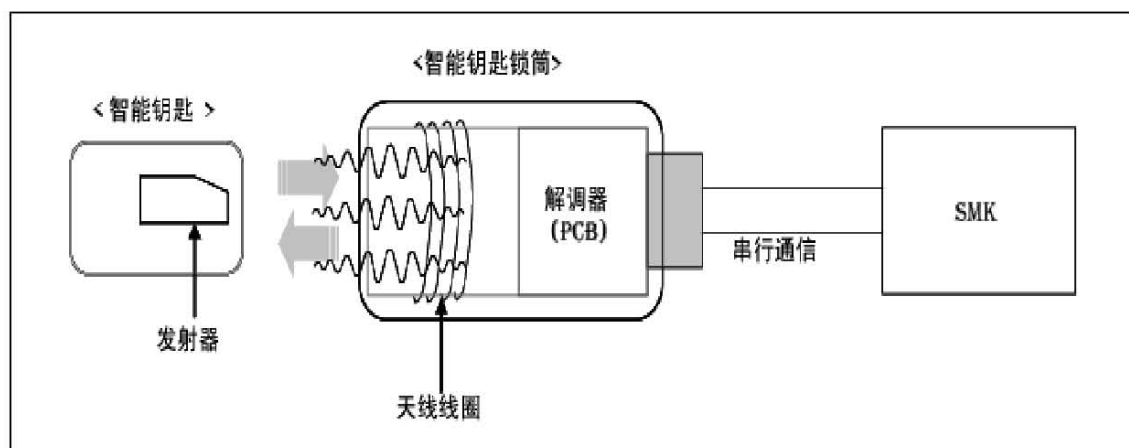 <智能钥匙锁筒>
< 智能钥匙 >
解调器
(PCB)
SMK
串行通信
发射器
天线线圈